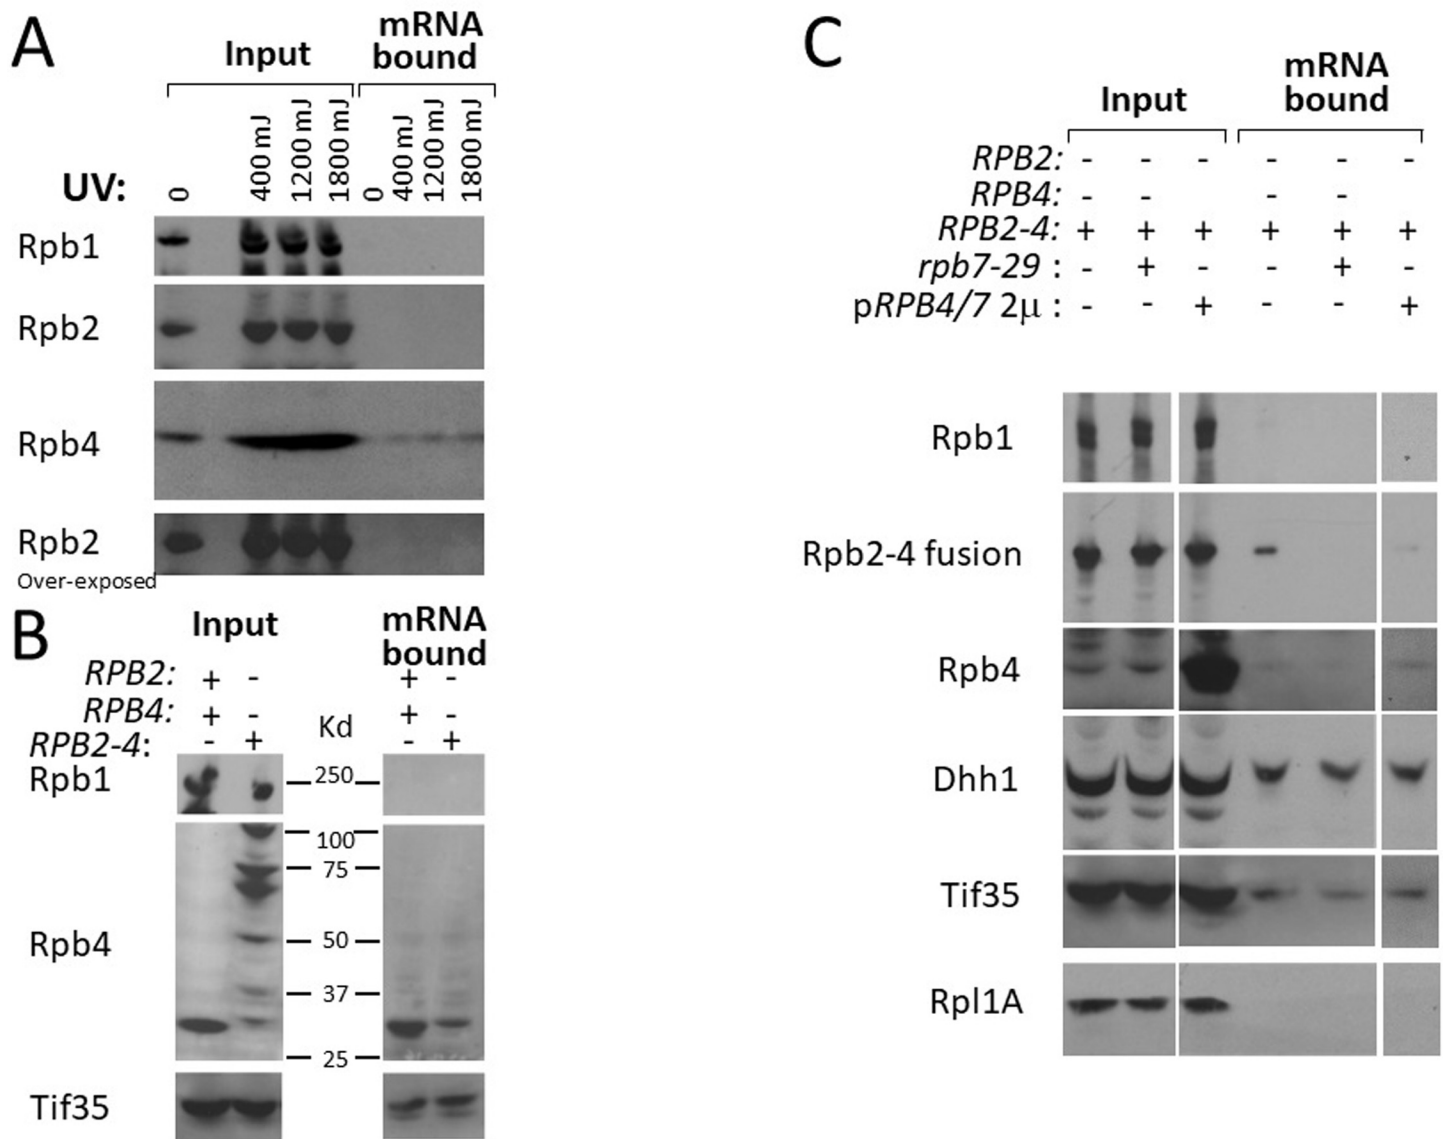 A
Input
mRNA
bound
UV:
0
400 mJ
1200 mJ
1800 mJ
0
400 mJ
1200 mJ
1800 mJ
Rpb1
Rpb2
Rpb4
Rpb2
Over-exposed
B
Input
mRNA
bound
RPB2: + - + -
RPB4: + - + -
RPB2-4: - + - +
Kd
Rpb1
250
100
75
Rpb4
50
37
25
Tif35
C
Input
mRNA
bound
RPB2: - - - - - -
RPB4: - - - -
RPB2-4: + + + + + +
rpb7-29 : - + - - + -
pRPB4/7 2μ : - - + - - +
Rpb1
Rpb2-4 fusion
Rpb4
Dhh1
Tif35
Rpl1A